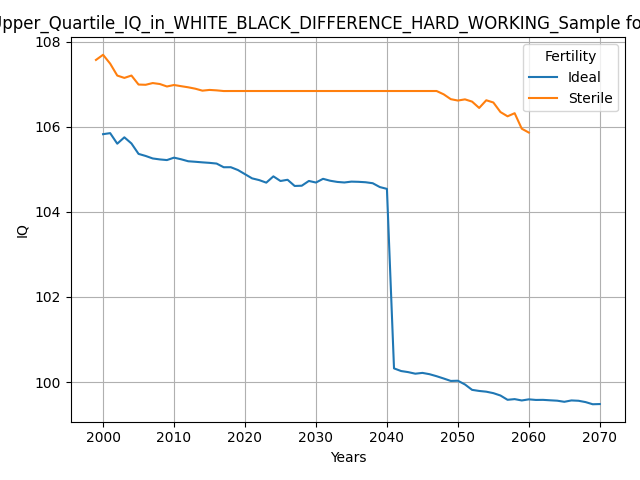 Upper_Quartile_IQ_in_WHITE_BLACK_DIFFERENCE_HARD_WORKING_Sample fo
Fertility
Ideal
Sterile
108
106
104
102
100
IQ
2000 2010 2020 2030 2040 2050 2060 2070
Years